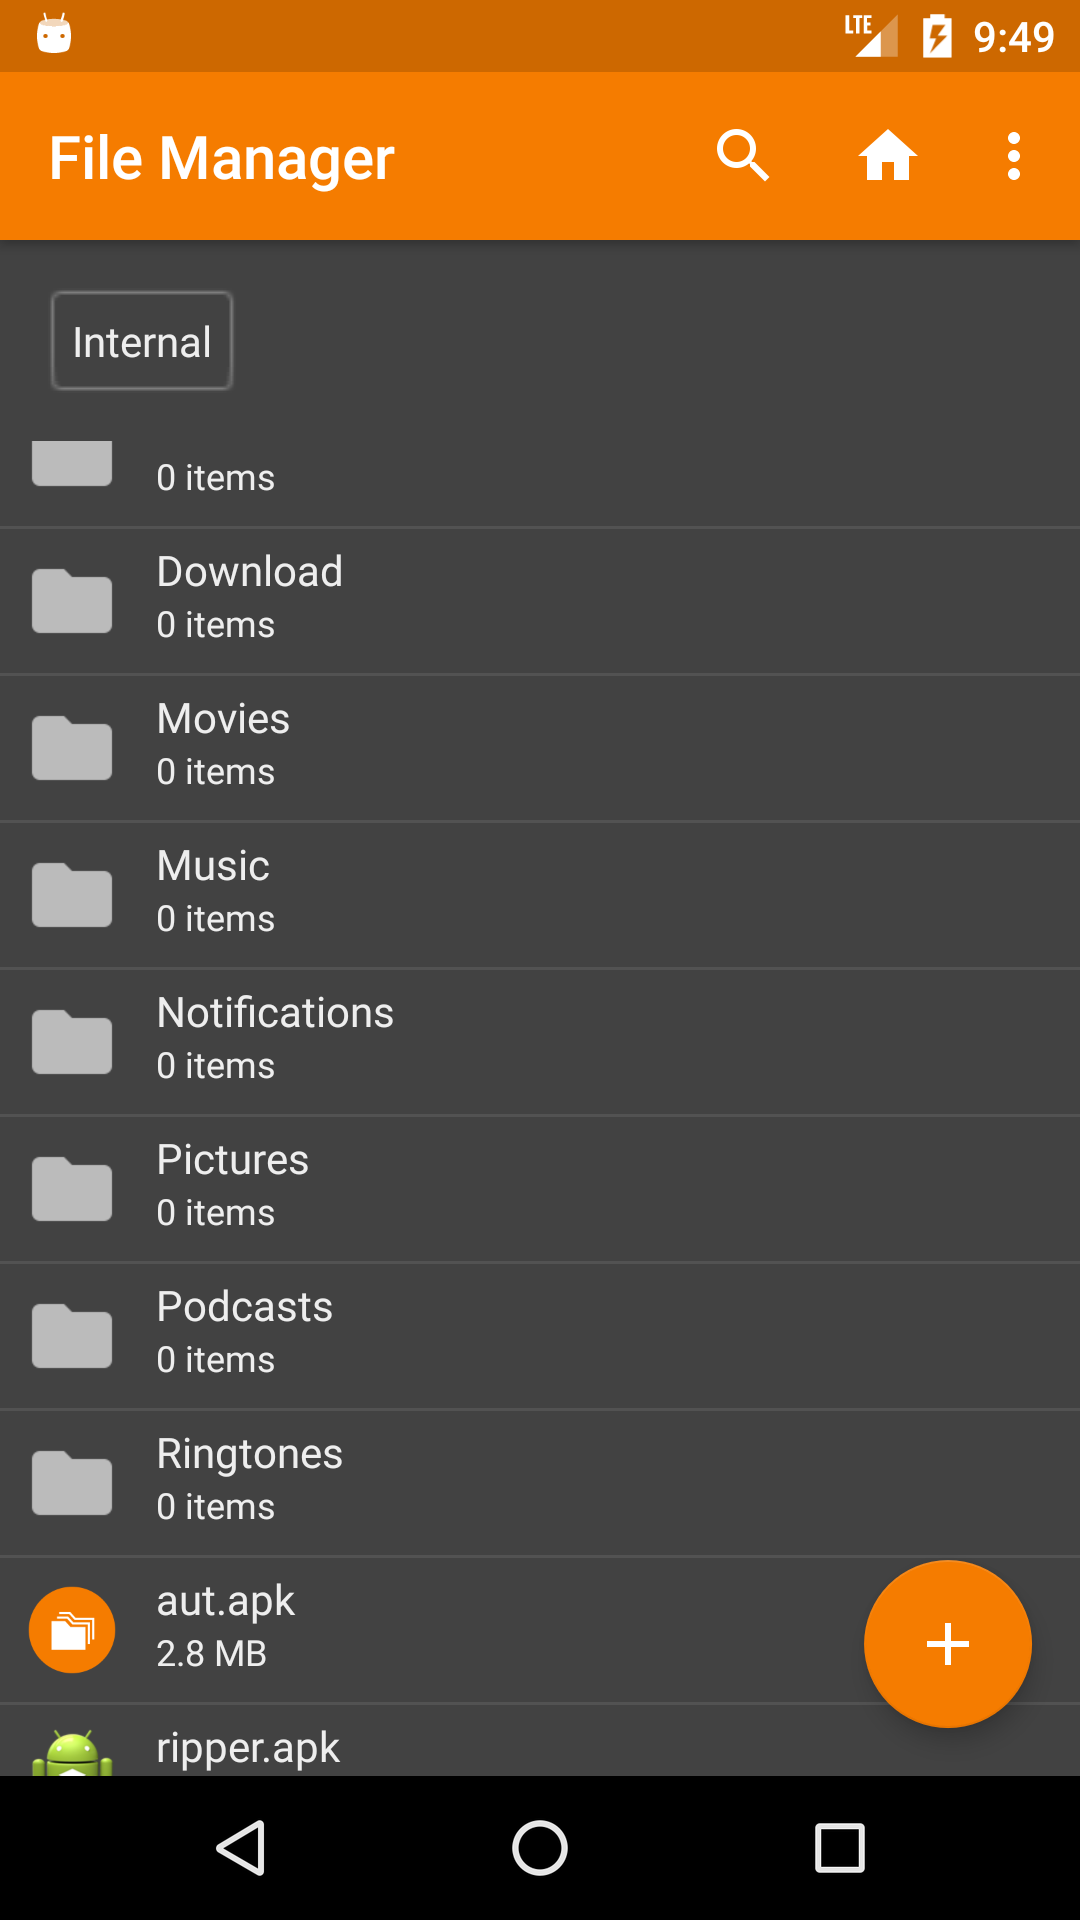 LTE
9:49
File Manager
Internal
0 items
Download
0 items
Movies
0 items
Music
0 items
Notifications
0 items
Pictures
0 items
Podcasts
0 items
Ringtones
0 items
aut.apk
2.8 MB
ripper.apk